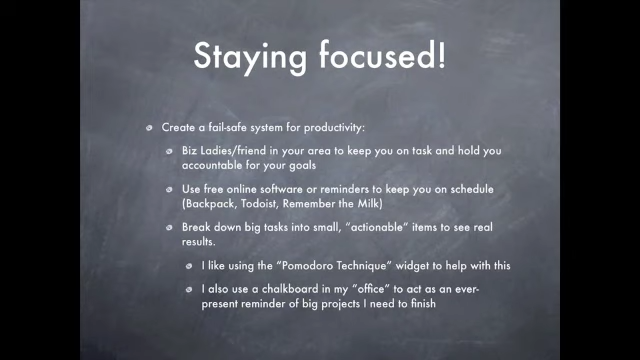 Staying focused!
Create a fail-safe system for productivity:
Biz Ladies/friend in your area to keep you on task and hold you
accountable for your goals
Use free online software or reminders to keep you on schedule
(Backpack, Todoist, Remember the Milk)
Break down big tasks into small, “actionable” items to see real
results.
I like using the “Pomodoro Technique” widget to help with this
I also use a chalkboard in my “office” to act as an ever-
present reminder of big projects I need to finish